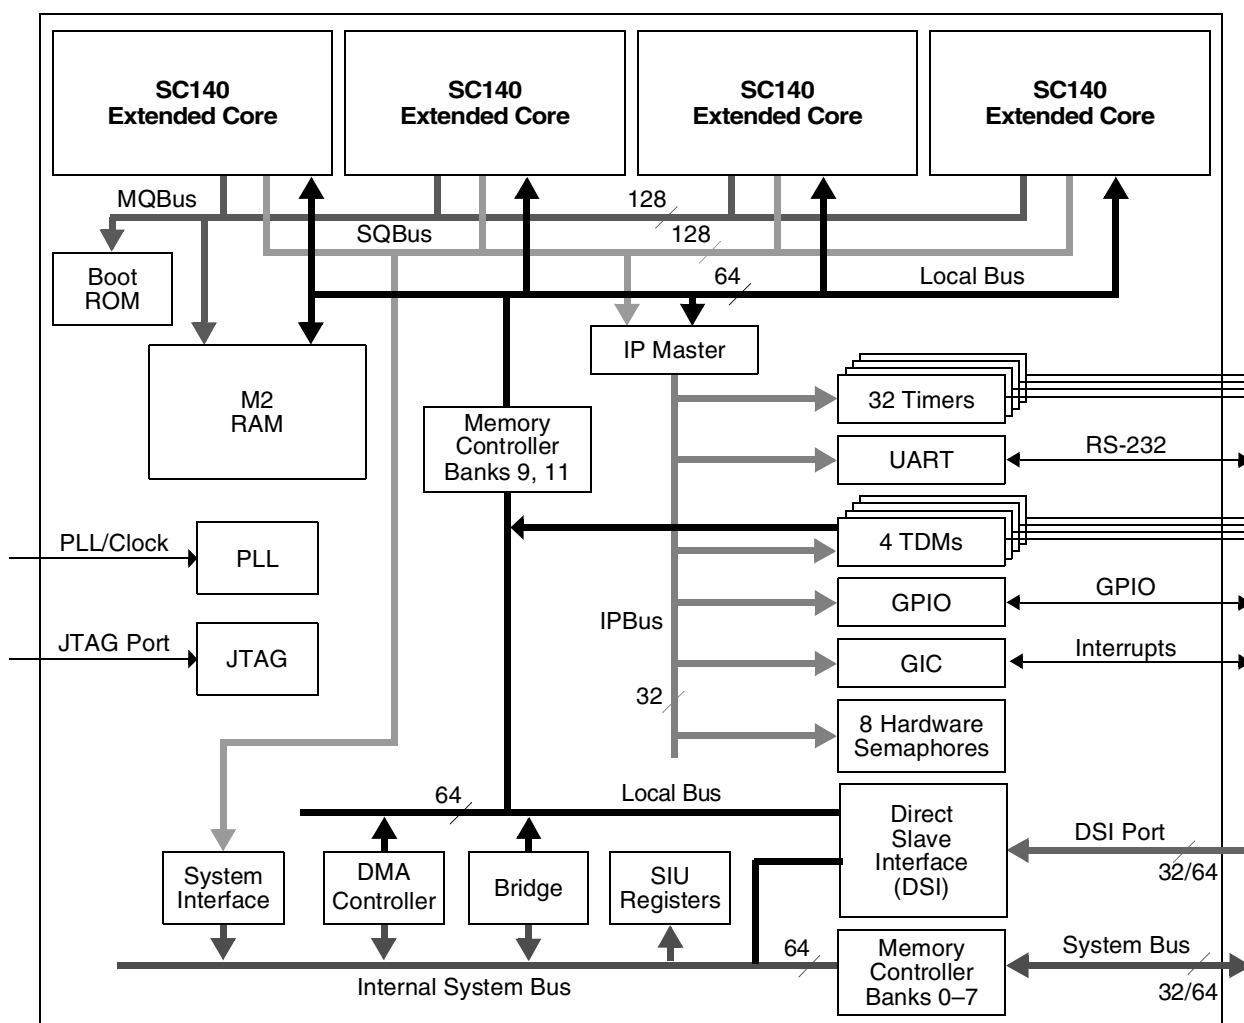 SC140
Extended Core
SC140
Extended Core
SC140
Extended Core
SC140
Extended Core
MQBus
128
SQBus
128
Boot
ROM
64
Local Bus
IP Master
M2
RAM
32 Timers
Memory
Controller
Banks 9, 11
UART
RS-232
PLL/Clock
PLL
4 TDMs
IPBus
GPIO
GPIO
JTAG Port
JTAG
GIC
Interrupts
32
8 Hardware
Semaphores
64
Local Bus
Direct
Slave
Interface
(DSI)
DSI Port
32/64
System
Interface
DMA
Controller
Bridge
SIU
Registers
64
Internal System Bus
Memory
Controller
Banks 0–7
System Bus
32/64